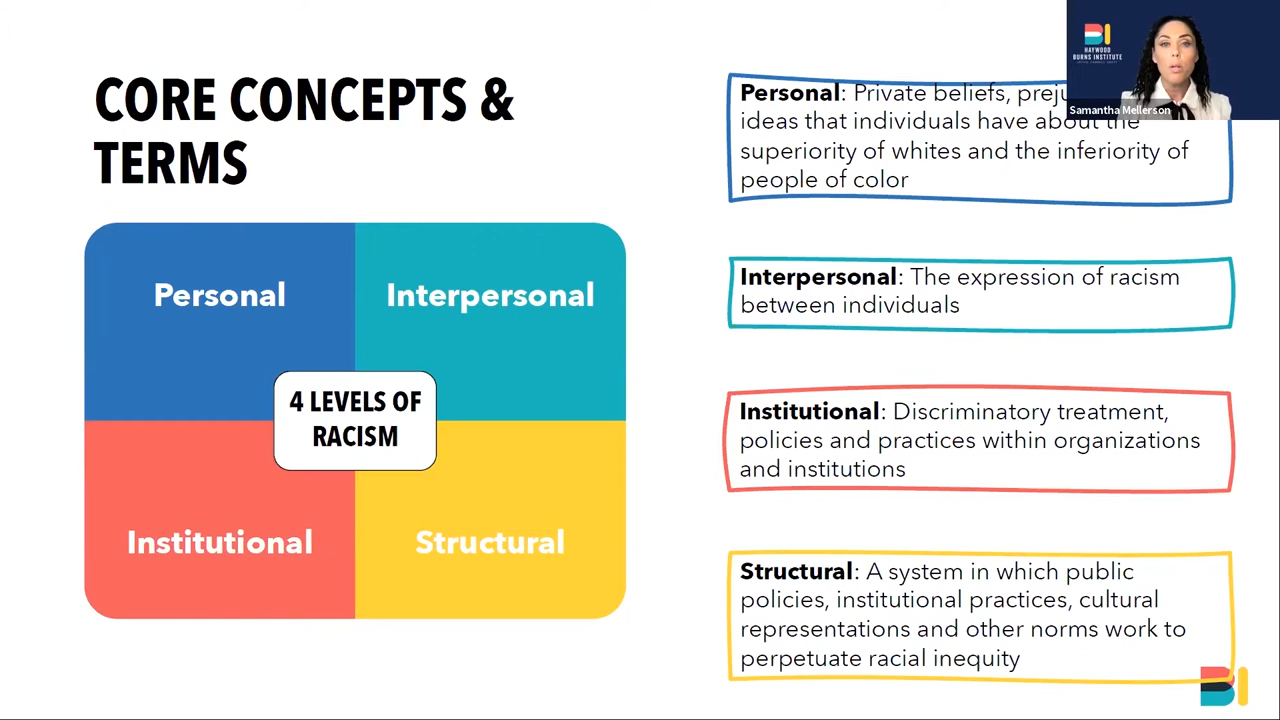 CORE CONCEPTS &
TERMS
Personal
Interpersonal
4 LEVELS OF
RACISM
Institutional
Structural
Personal: Private beliefs,
ideas that individuals have about the
superiority of whites and the inferiority of
people of color
Interpersonal: The expression of racism
between individuals
Institutional: Discriminatory treatment,
policies and practices within organizations
and institutions
Structural: A system in which public
policies, institutional practices, cultural
representations and other norms work to
perpetuate racial inequity
BI
HAYWOOD
BURNS INSTITUTE
Samantha Mellerson
BI